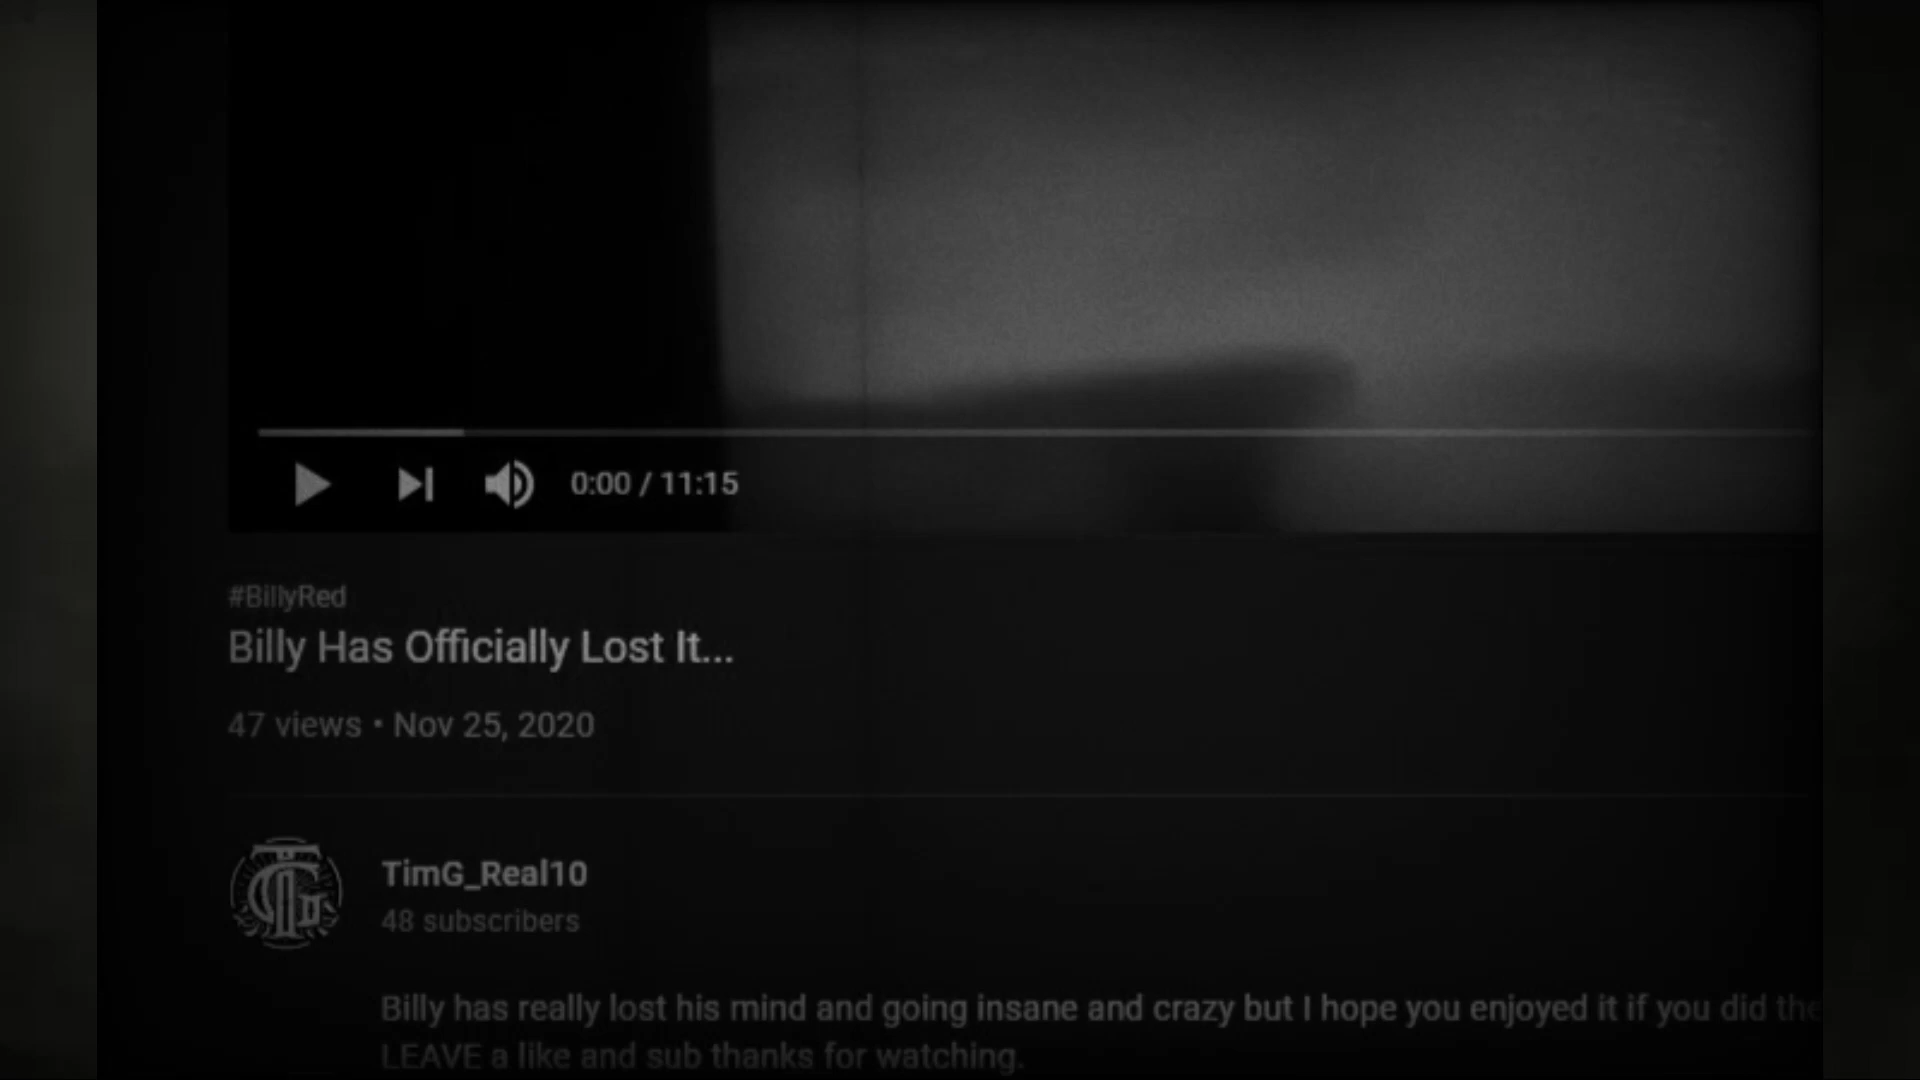 0:00 / 11:15
#BillyRed
Billy Has Officially Lost It...
47 views • Nov 25, 2020
TimG_Real10
48 subscribers
Billy has really lost his mind and going insane and crazy but I hope you enjoyed it if you did the
LEAVE a like and sub thanks for watching.